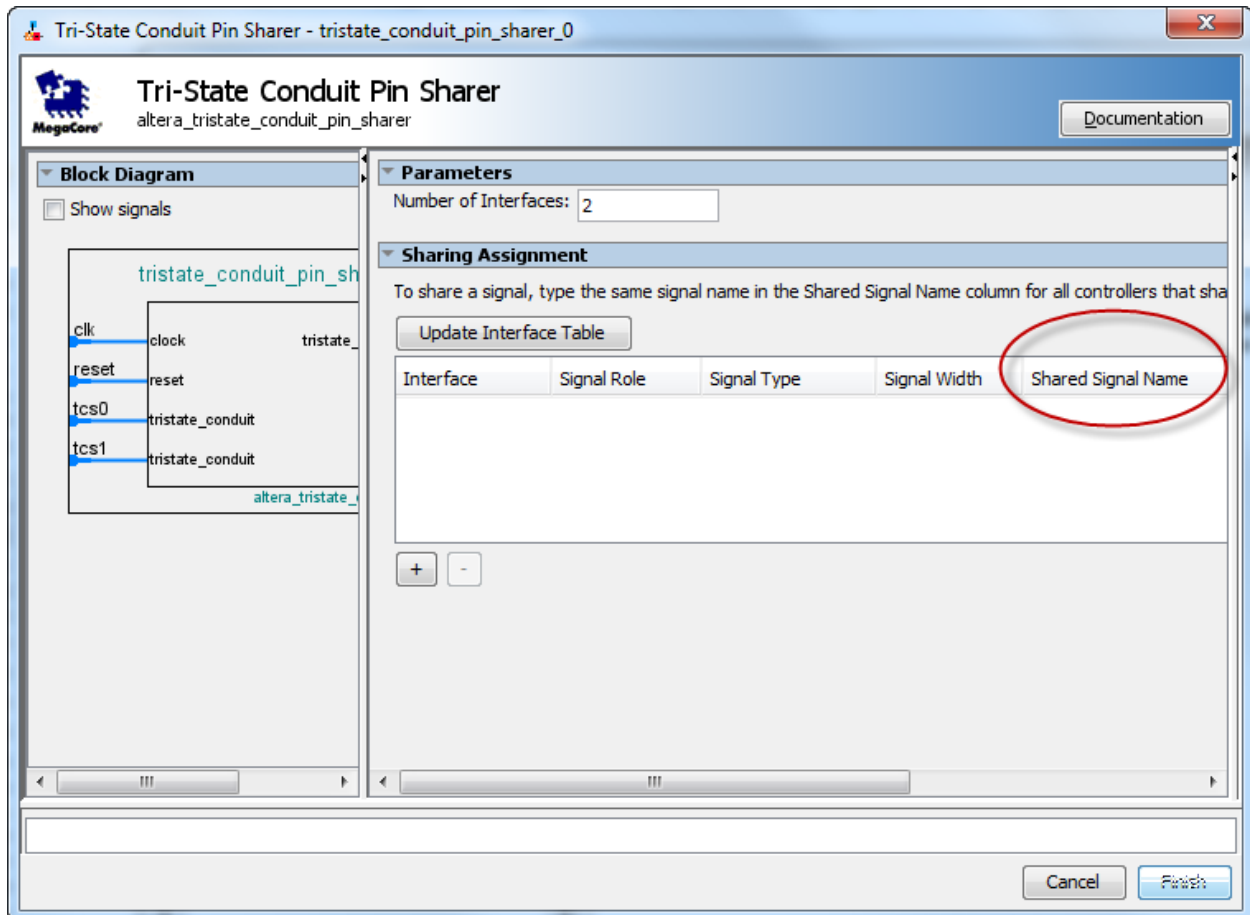 Tri-State Conduit Pin Sharer - tristate_conduit_pin_sharer_0
Tri-State Conduit Pin Sharer
altera_tristate_conduit_pin_sharer
MegaCore®
Documentation
Block Diagram
Show signals
tristate_conduit_pin_sh
clk
clock
tristate_
reset
reset
tcs0
tristate_conduit
tcs1
tristate_conduit
altera_tristate_
Parameters
Number of Interfaces: 2
Sharing Assignment
To share a signal, type the same signal name in the Shared Signal Name column for all controllers that sha
Update Interface Table
Interface Signal Role Signal Type Signal Width Shared Signal Name
+ -
Cancel Finish